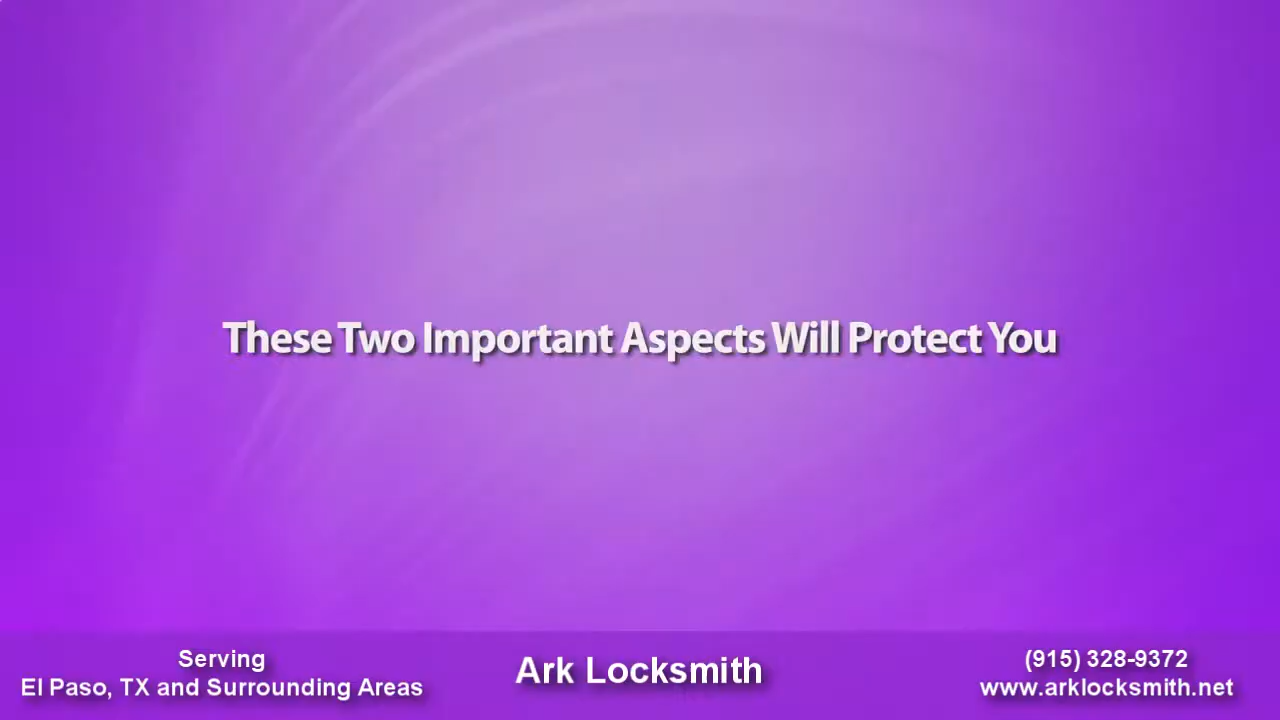 These Two Important Aspects Will Protect You
Serving
El Paso, TX and Surrounding Areas
Ark Locksmith
(915) 328-9372
www.arklocksmith.net